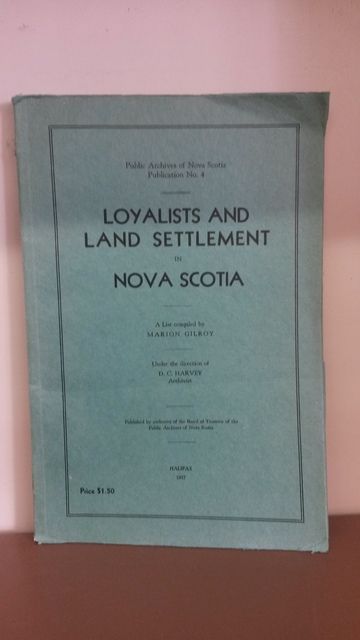 Public Archives of Nova Scotia
Publication No. 4
LOYALISTS AND
LAND SETTLEMENT
IN
NOVA SCOTIA
A List compiled by
MARION GILROY
Under the direction of
D. C. HARVEY
Archivist
Published by authority of the Board of Trustees of the
Public Archives of Nova Scotia
HALIFAX
1937
Price $1.50